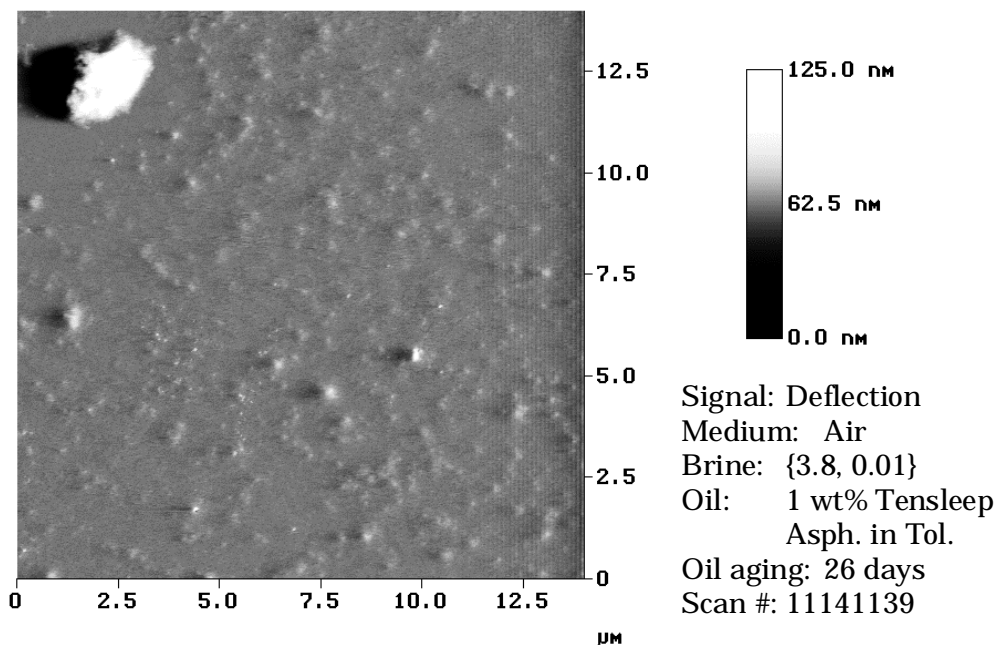 12.5
10.0
7.5
5.0
2.5
0
0 2.5 5.0 7.5 10.0 12.5
μM
125.0 nM
62.5 nM
0.0 nM
Signal: Deflection
Medium: Air
Brine: {3.8, 0.01}
Oil: 1 wt% Tensleep
Asph. in Tol.
Oil aging: 26 days
Scan #: 11141139